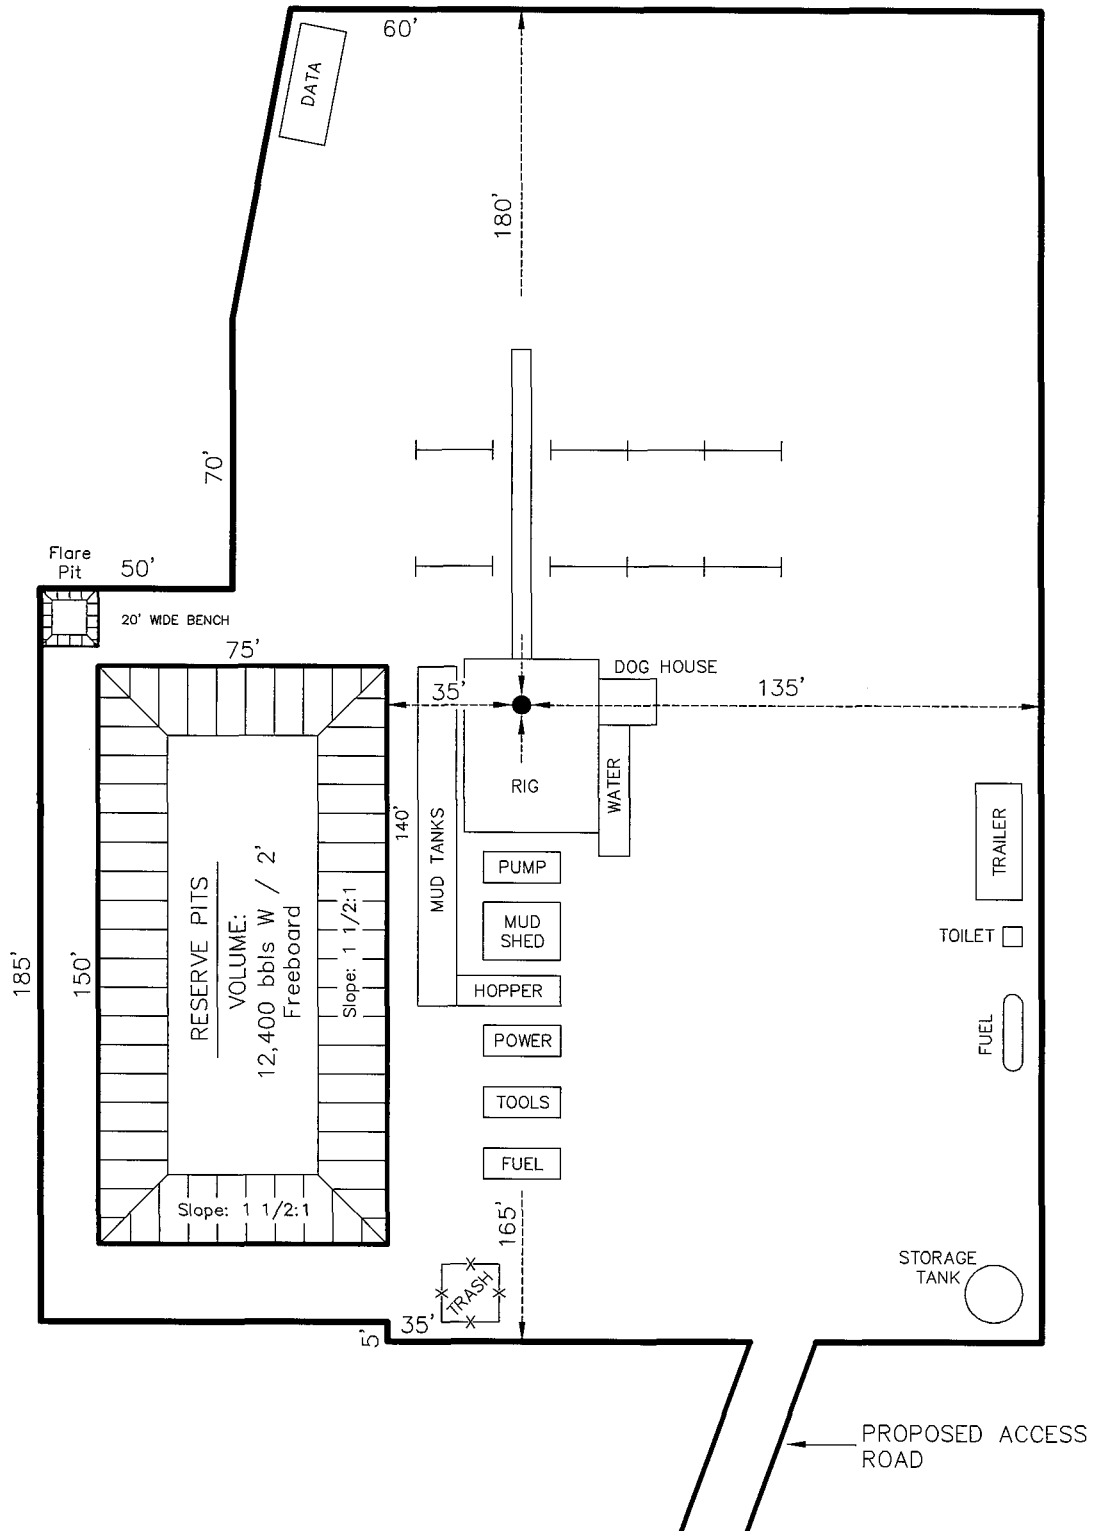 60'
DATA
180'
70'
Flare
Pit
50'
20' WIDE BENCH
75'
DOG HOUSE
35'
135'
RIG
WATER
140'
MUD TANKS
TRAILER
PUMP
RESERVE PITS
VOLUME:
12,400 bbls W / 2'
Freeboard
Slope: 1 1/2:1
MUD
SHED
TOILET
185'
150'
HOPPER
POWER
FUEL
TOOLS
FUEL
Slope: 1 1/2:1
165'
STORAGE
TANK
TRASH
35'
5'
PROPOSED ACCESS
ROAD